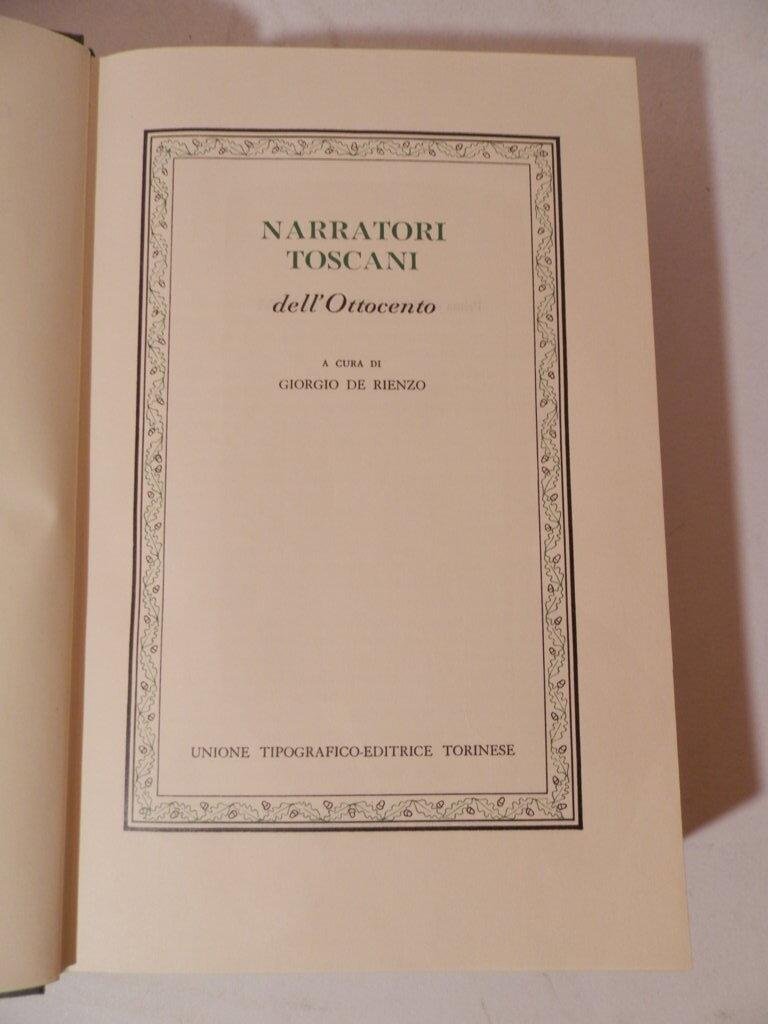 NARRATORI
TOSCANI
dell'Ottocento
A CURA DI
GIORGIO DE RIENZO
UNIONE TIPOGRAFICO-EDITRICE TORINESE